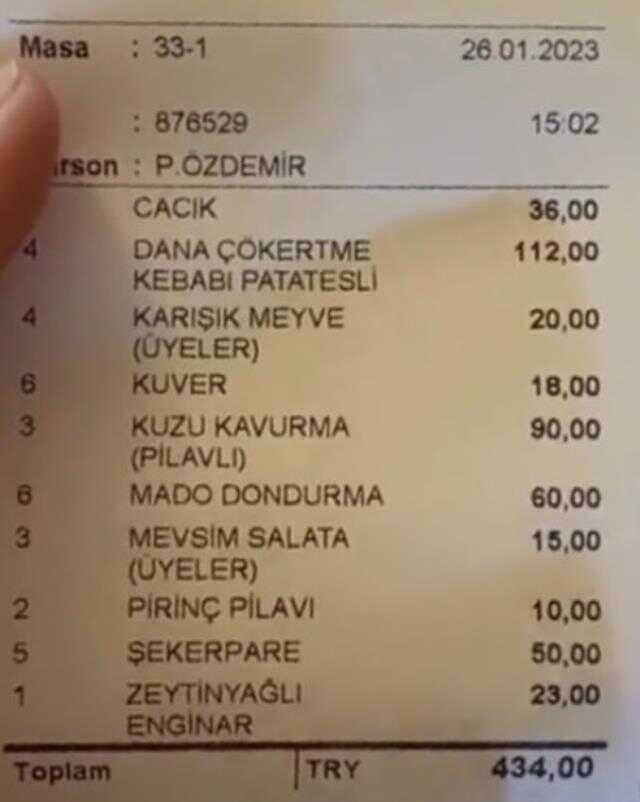 Masa : 33-1 26.01.2023
: 876529 15:02
: P.ÖZDEMİR
CACIK 36,00
4 DANA ÇÖKERTME 112,00
KEBABI PATATESLİ
4 KARIŞIK MEYVE 20,00
(ÜYELER)
6 KUVER 18,00
3 KUZU KAVURMA 90,00
(PİLAVLI)
6 MADO DONDURMA 60,00
3 MEVSİM SALATA 15,00
(ÜYELER)
2 PİRİNÇ PİLAVI 10,00
5 ŞEKERPARE 50,00
1 ZEYTİNYAĞLI 23,00
ENGINAR
Toplam TRY 434,00